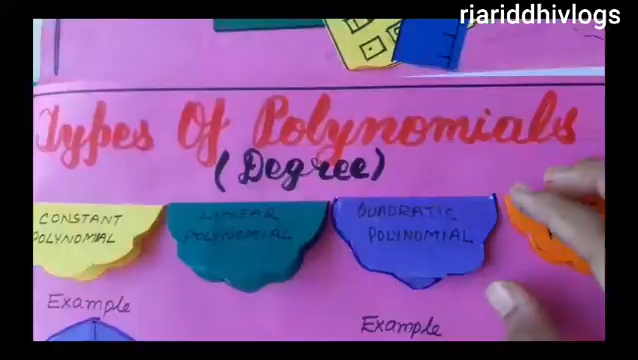 riariddhivlogs
Types Of Polynomials
(Degree)
CONSTANT
POLYNOMIAL
LINEAR
POLYNOMIAL
QUADRATIC
POLYNOMIAL
Example
Example